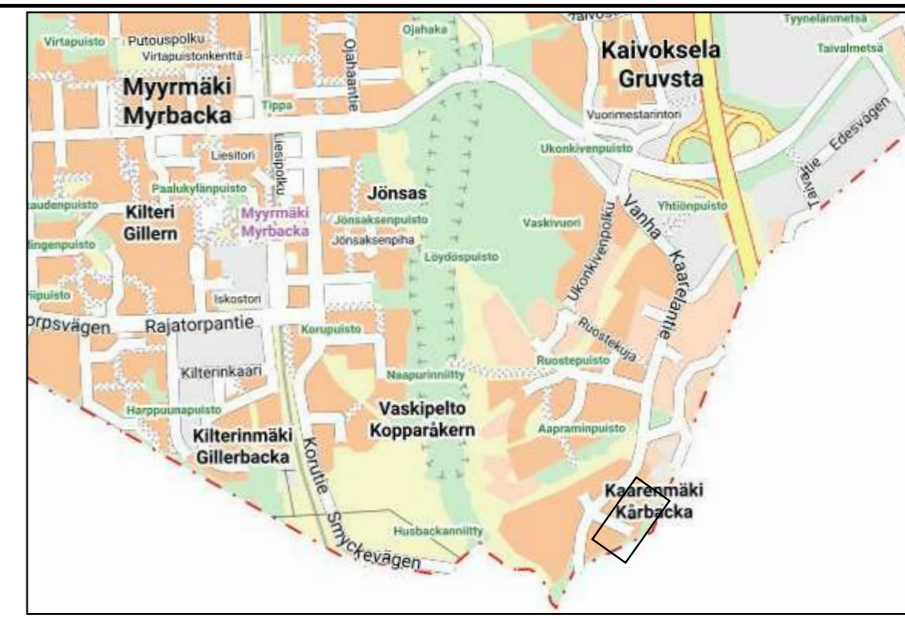 Ojahaka
Tyynelänmetsä
Virtapuisto
Putouspolku
Virtapuistonkenttä
Ojahaantie
Kaivoksela
Gruvsta
Taivalmetsä
Myyrmäki
Myrbacka
Tippa
Vuorimestarintori
Edesvägen
Liesitori
Liesipolku
Ukonkivenpuisto
Paalukylänpuisto
Jönsas
Vanha
Kaarelantie
Yhtiönpuisto
Kilteri
Gillern
Myyrmäki
Myrbacka
Jönsaksenpuisto
Vaskivuori
Ukonkivenpolku
Jönsaksenpiha
Löydöspuisto
Iskostori
Rajatorpantie
Korupuisto
Ruostekuja
Kilterinkaari
Naapurinniitty
Ruostepuisto
Harppuunapuisto
Vaskipelto
Kopparåkern
Aapraminpuisto
Kilterinmäki
Gillerbacka
Korutie
Smyckevägen
Kaarenmäki
Kårbacka
Husbackanniitty